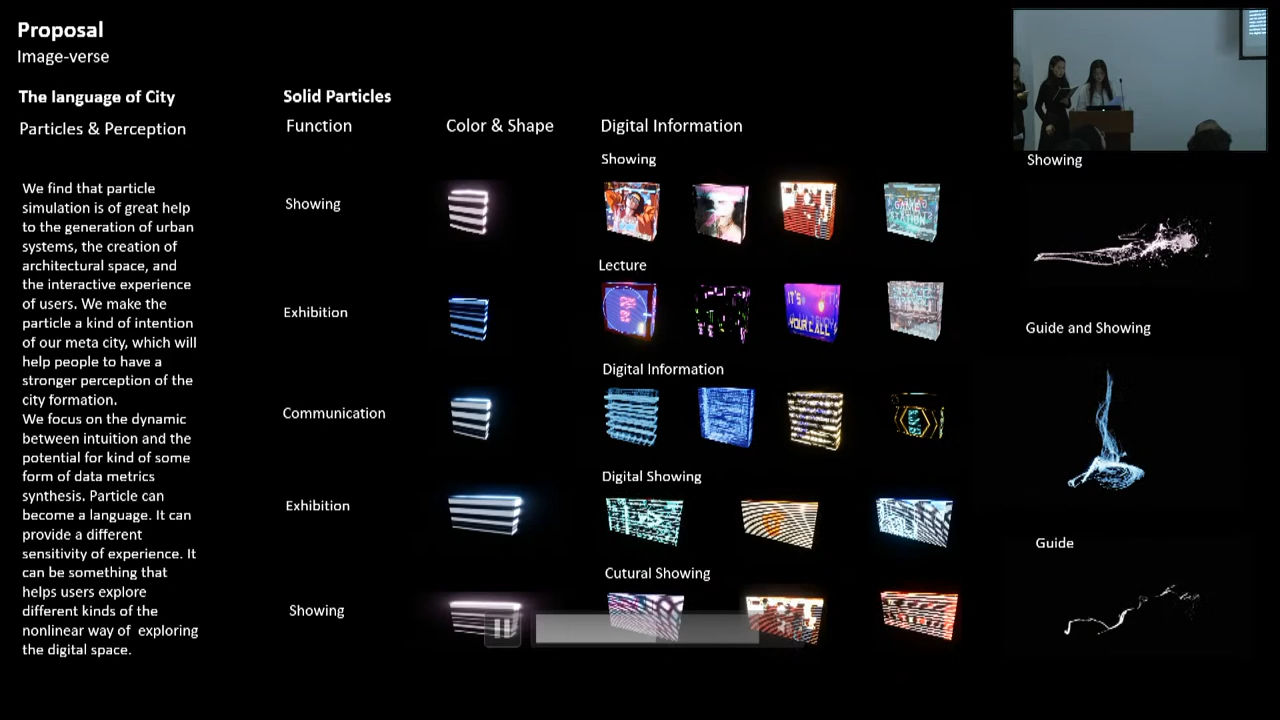 Proposal
Image-verse
The language of City
Particles & Perception
We find that particle
simulation is of great help
to the generation of urban
systems, the creation of
architectural space, and
the interactive experience
of users. We make the
particle a kind of intention
of our meta city, which will
help people to have a
stronger perception of the
city formation.
We focus on the dynamic
between intuition and the
potential for kind of some
form of data metrics
synthesis. Particle can
become a language. It can
provide a different
sensitivity of experience. It
can be something that
helps users explore
different kinds of the
nonlinear way of exploring
the digital space.
Solid Particles
Function
Color & Shape
Digital Information
Showing
Showing
Lecture
Exhibition
IT'S
YOUR CALL
Digital Information
Communication
Digital Showing
Exhibition
Cutural Showing
Showing
Showing
Guide and Showing
Guide